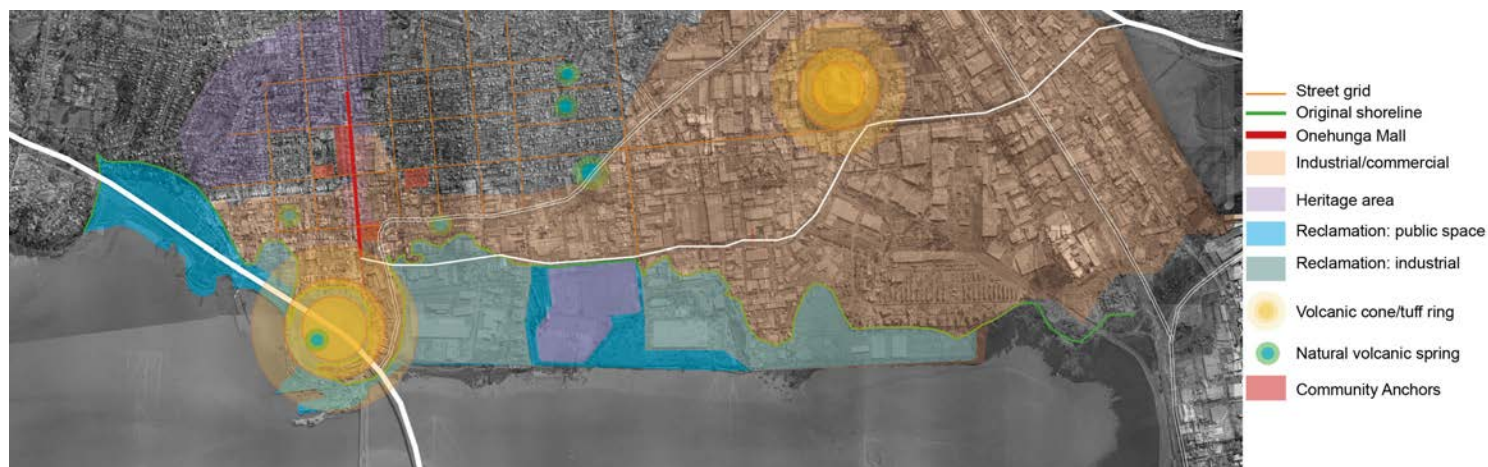 Street grid
Original shoreline
Onehunga Mall
Industrial/commercial
Heritage area
Reclamation: public space
Reclamation: industrial
Volcanic cone/tuff ring
Natural volcanic spring
Community Anchors